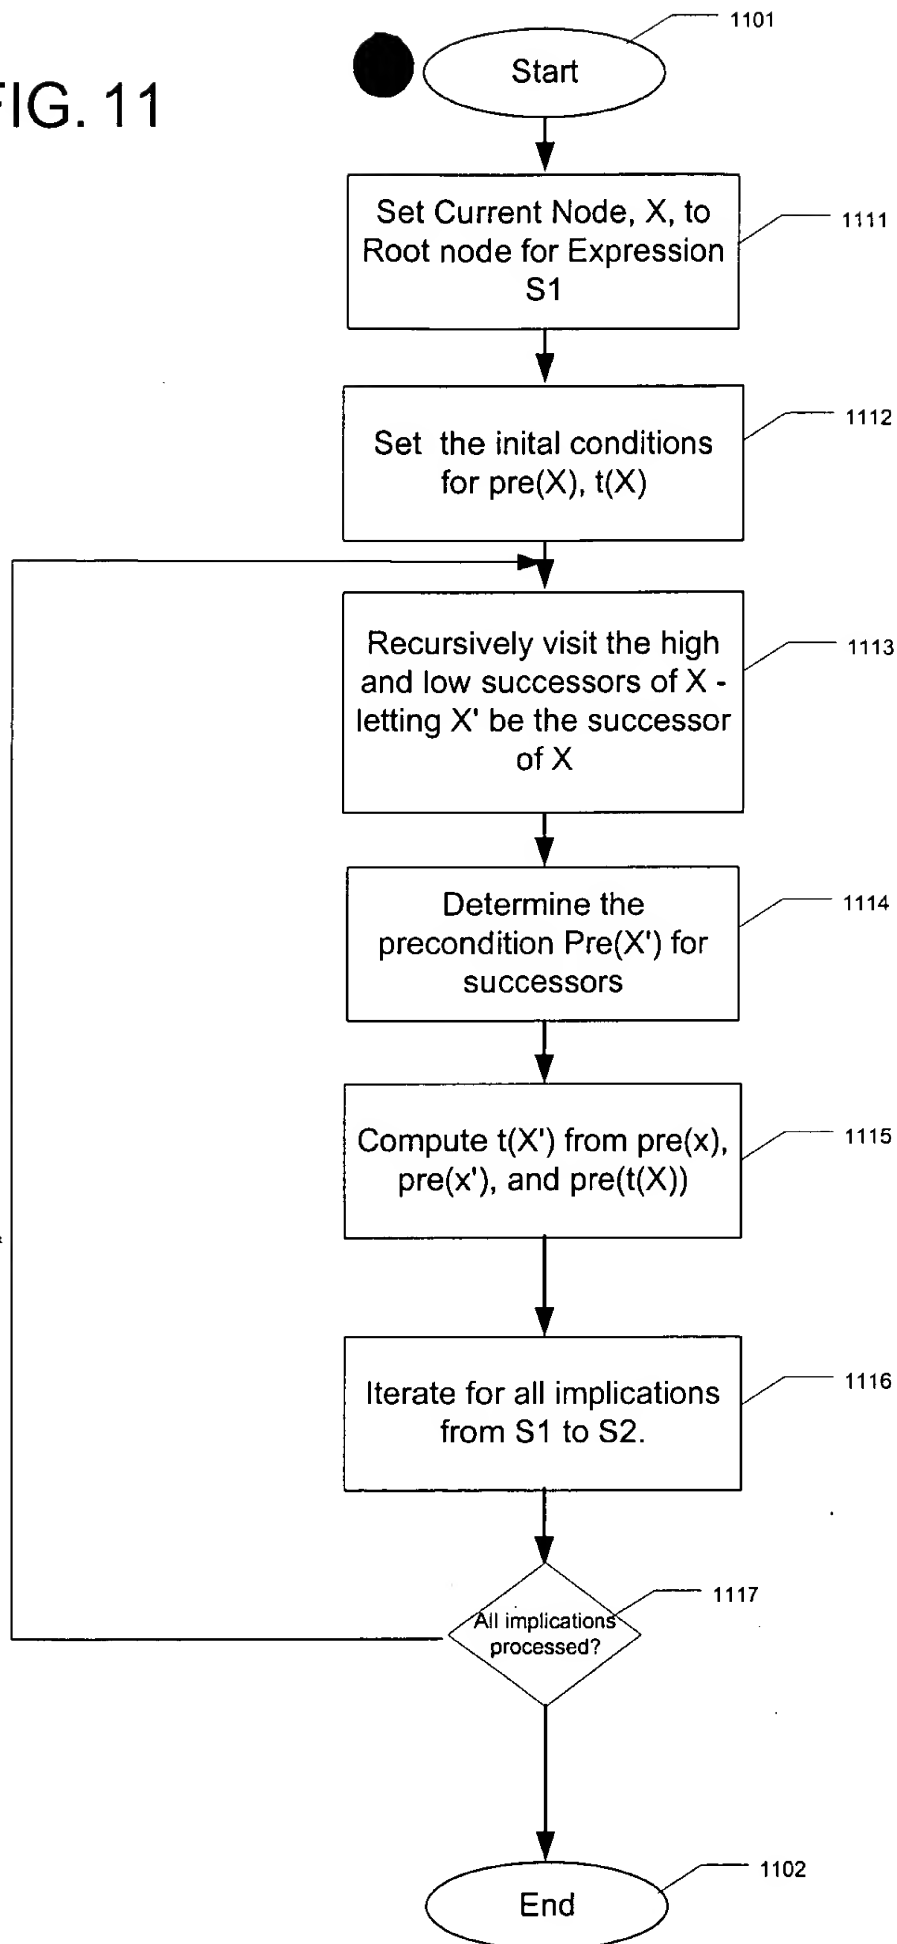 1101
Start
FIG. 11
Set Current Node, X, to
Root node for Expression
S1
1111
Set the inital conditions
for pre(X), t(X)
1112
Recursively visit the high
and low successors of X -
letting X' be the successor
of X
1113
Determine the
precondition Pre(X') for
successors
1114
Compute t(X') from pre(x),
pre(x'), and pre(t(X))
1115
Iterate for all implications
from S1 to S2.
1116
All implications
processed?
1117
End
1102